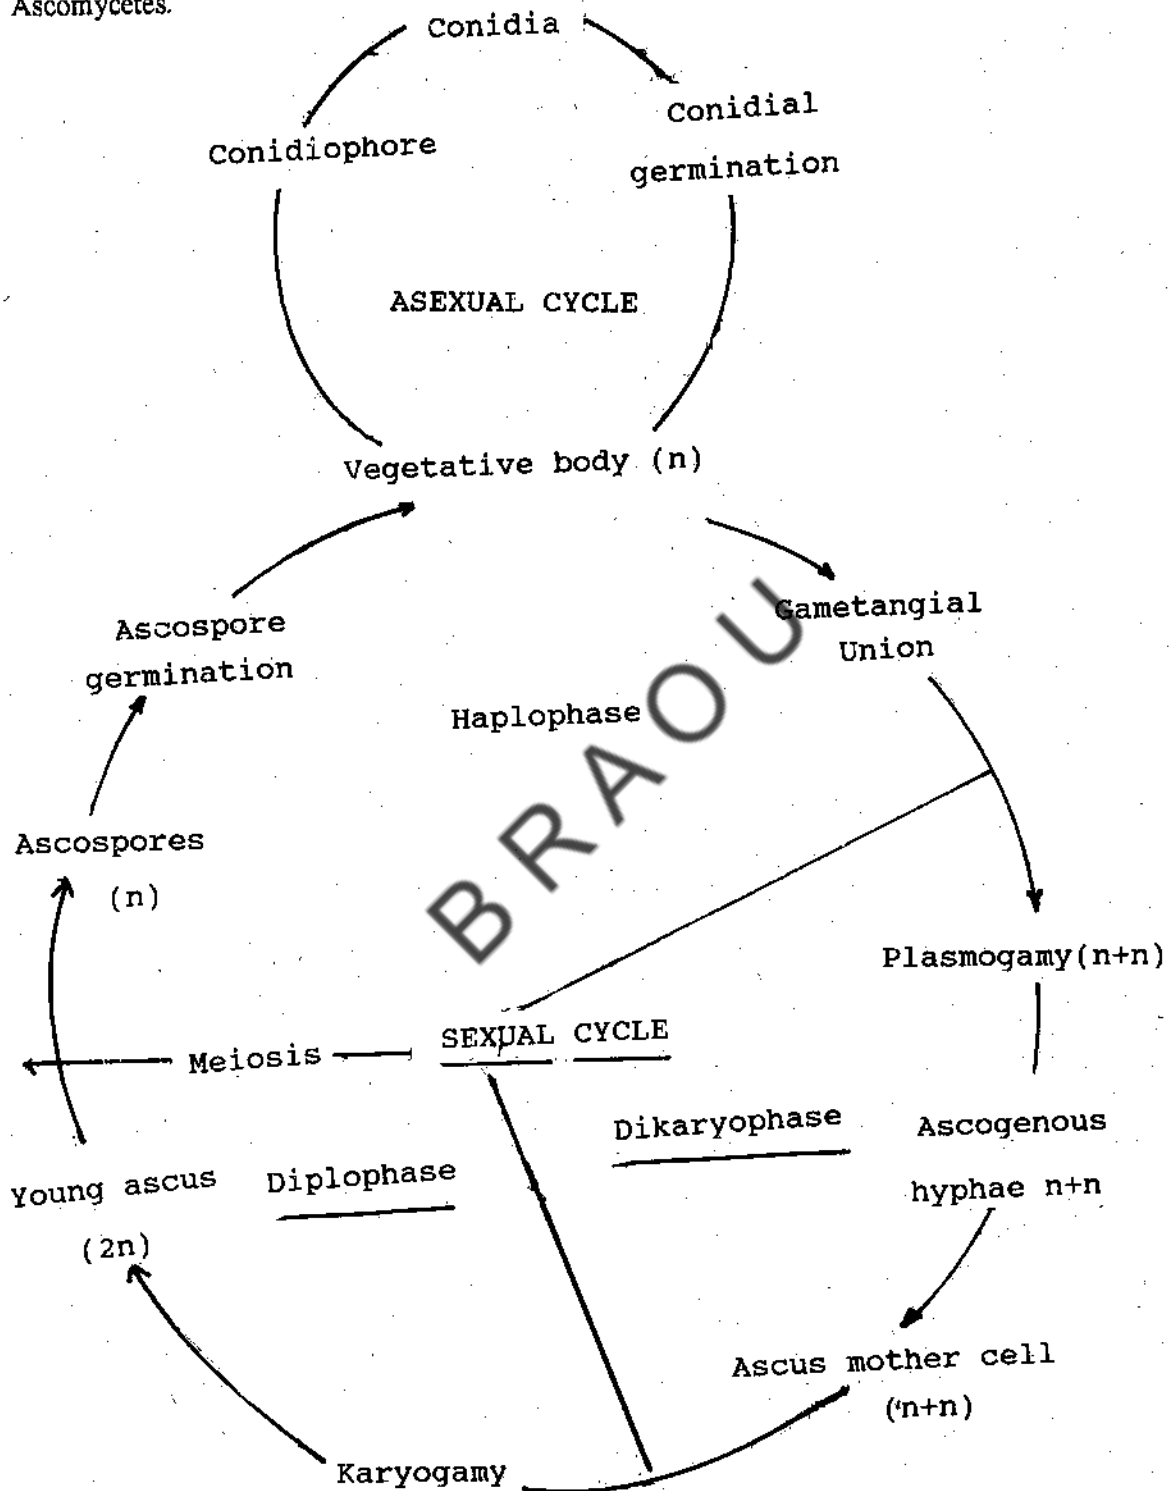 Ascomycetes.
Conidia
Conidial
germination
Conidiophore
ASEXUAL CYCLE
Vegetative body (n)
Gametangial
Union
Ascospore
germination
Haplophase
BRAOU
Ascospores
(n)
Plasmogamy(n+n)
SEXUAL CYCLE
Meiosis
Dikaryophase
Ascogenous
hyphae n+n
Young ascus
(2n)
Diplophase
Ascus mother cell
(n+n)
Karyogamy